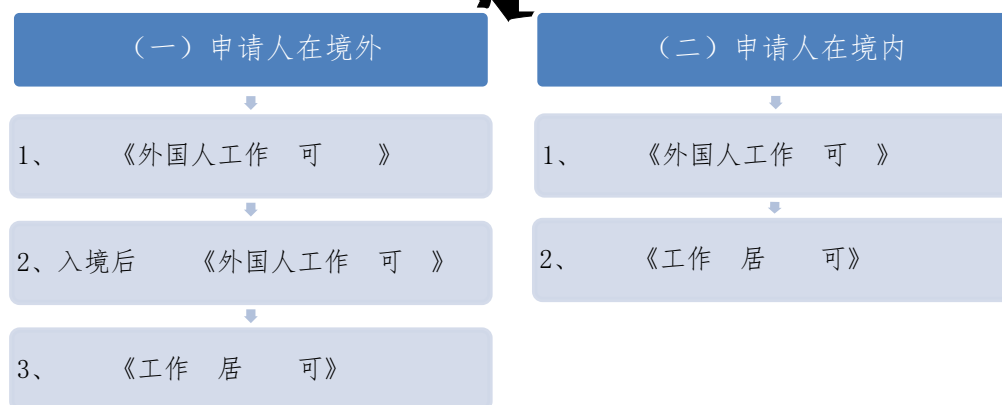 （一）申请人在境外
1、　　　《外国人工作　可　　》
2、入境后　　　《外国人工作　可　》
3、　　　《工作　居　　可》
（二）申请人在境内
1、　　　《外国人工作　可　》
2、　　　《工作　居　　可》